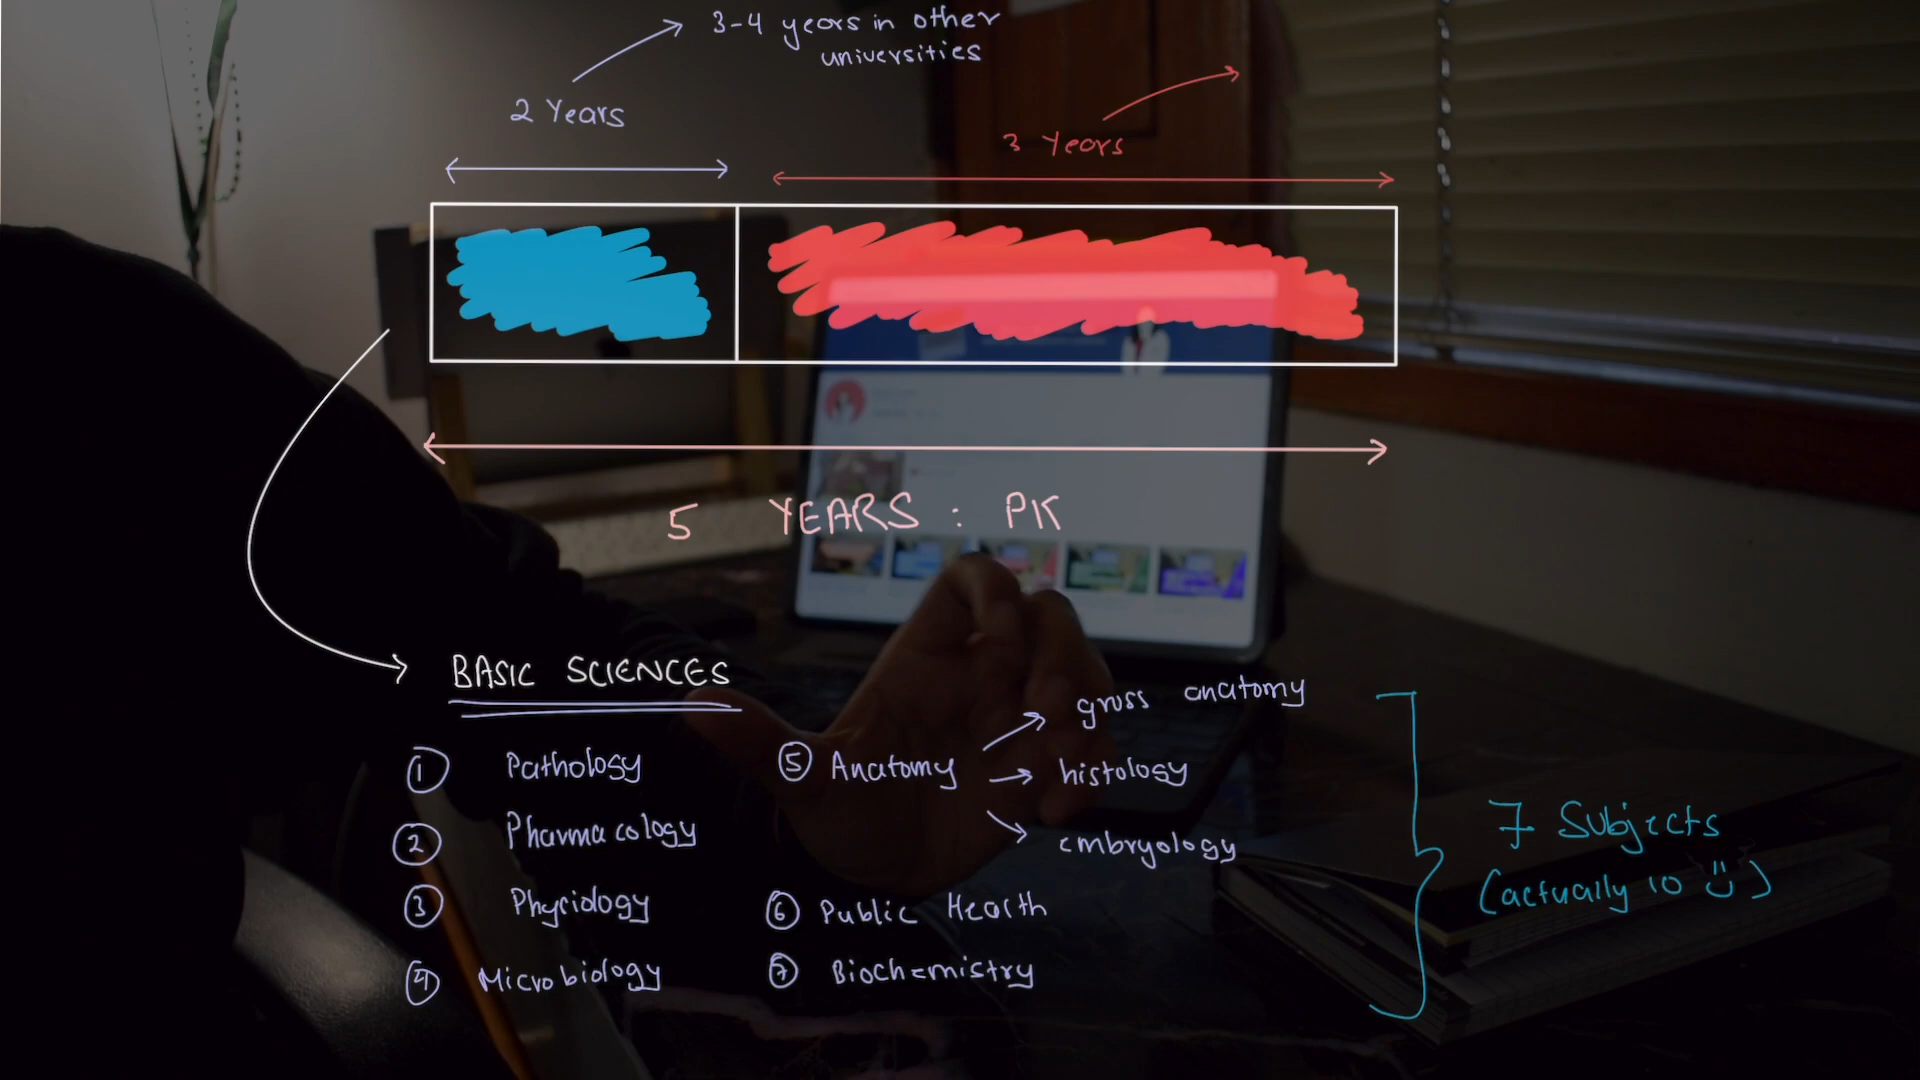 3-4 years in other
universities
2 Years
3 Years
5 YEARS : PK
BASIC SCIENCES
① Pathology
② Pharmacology
③ Physiology
④ Microbiology
⑤ Anatomy
gross anatomy
histology
embryology
⑥ Public Health
⑦ Biochemistry
7 Subjects
(actually 10 ツ)